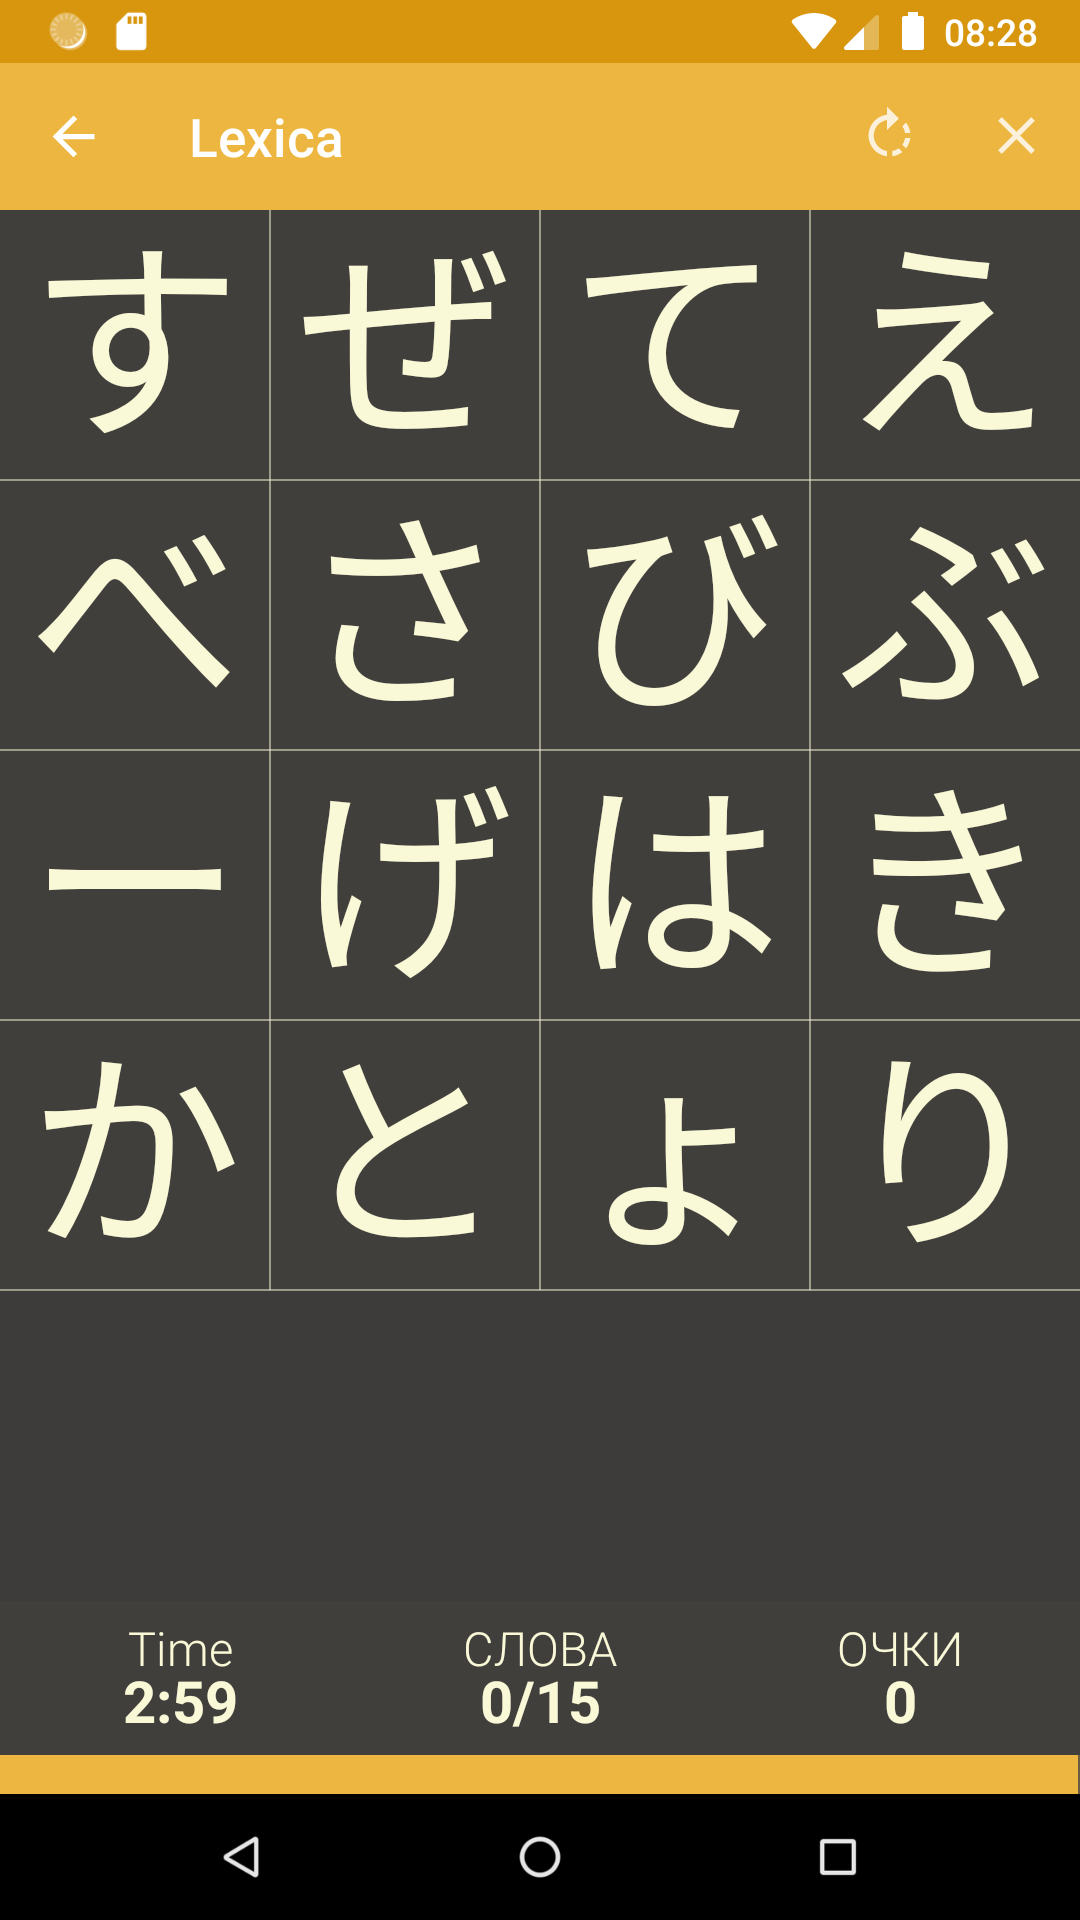 08:28
Lexica
す ぜ て え
べ さ び ぶ
ー げ は き
か と ょ り
Time СЛОВА ОЧКИ
2:59 0/15 0